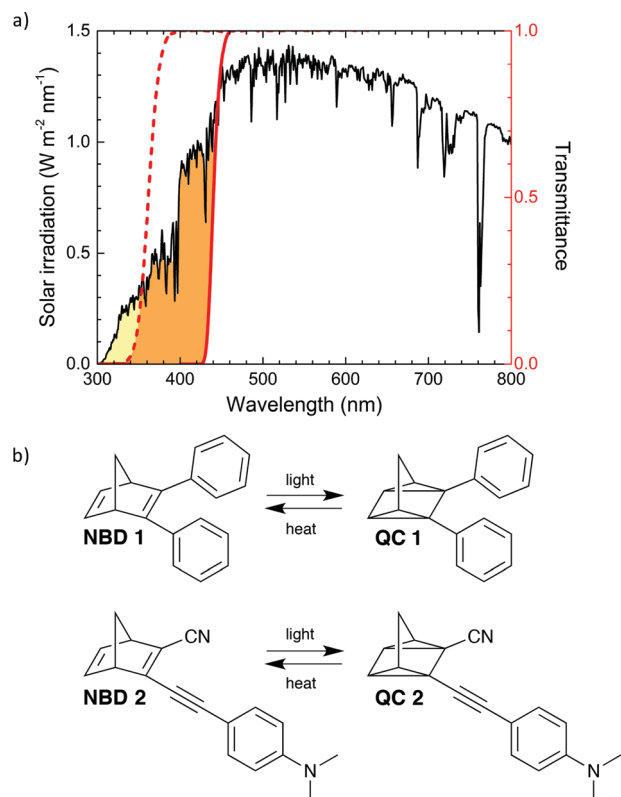 a)
Solar irradiation (W m-2 nm-1)
1.5
1.0
0.5
0.0
1.0
0.5
0.0
Transmittance
300 400 500 600 700 800
Wavelength (nm)
b)
light
heat
NBD 1
QC 1
CN
light
heat
CN
NBD 2
QC 2
N
N